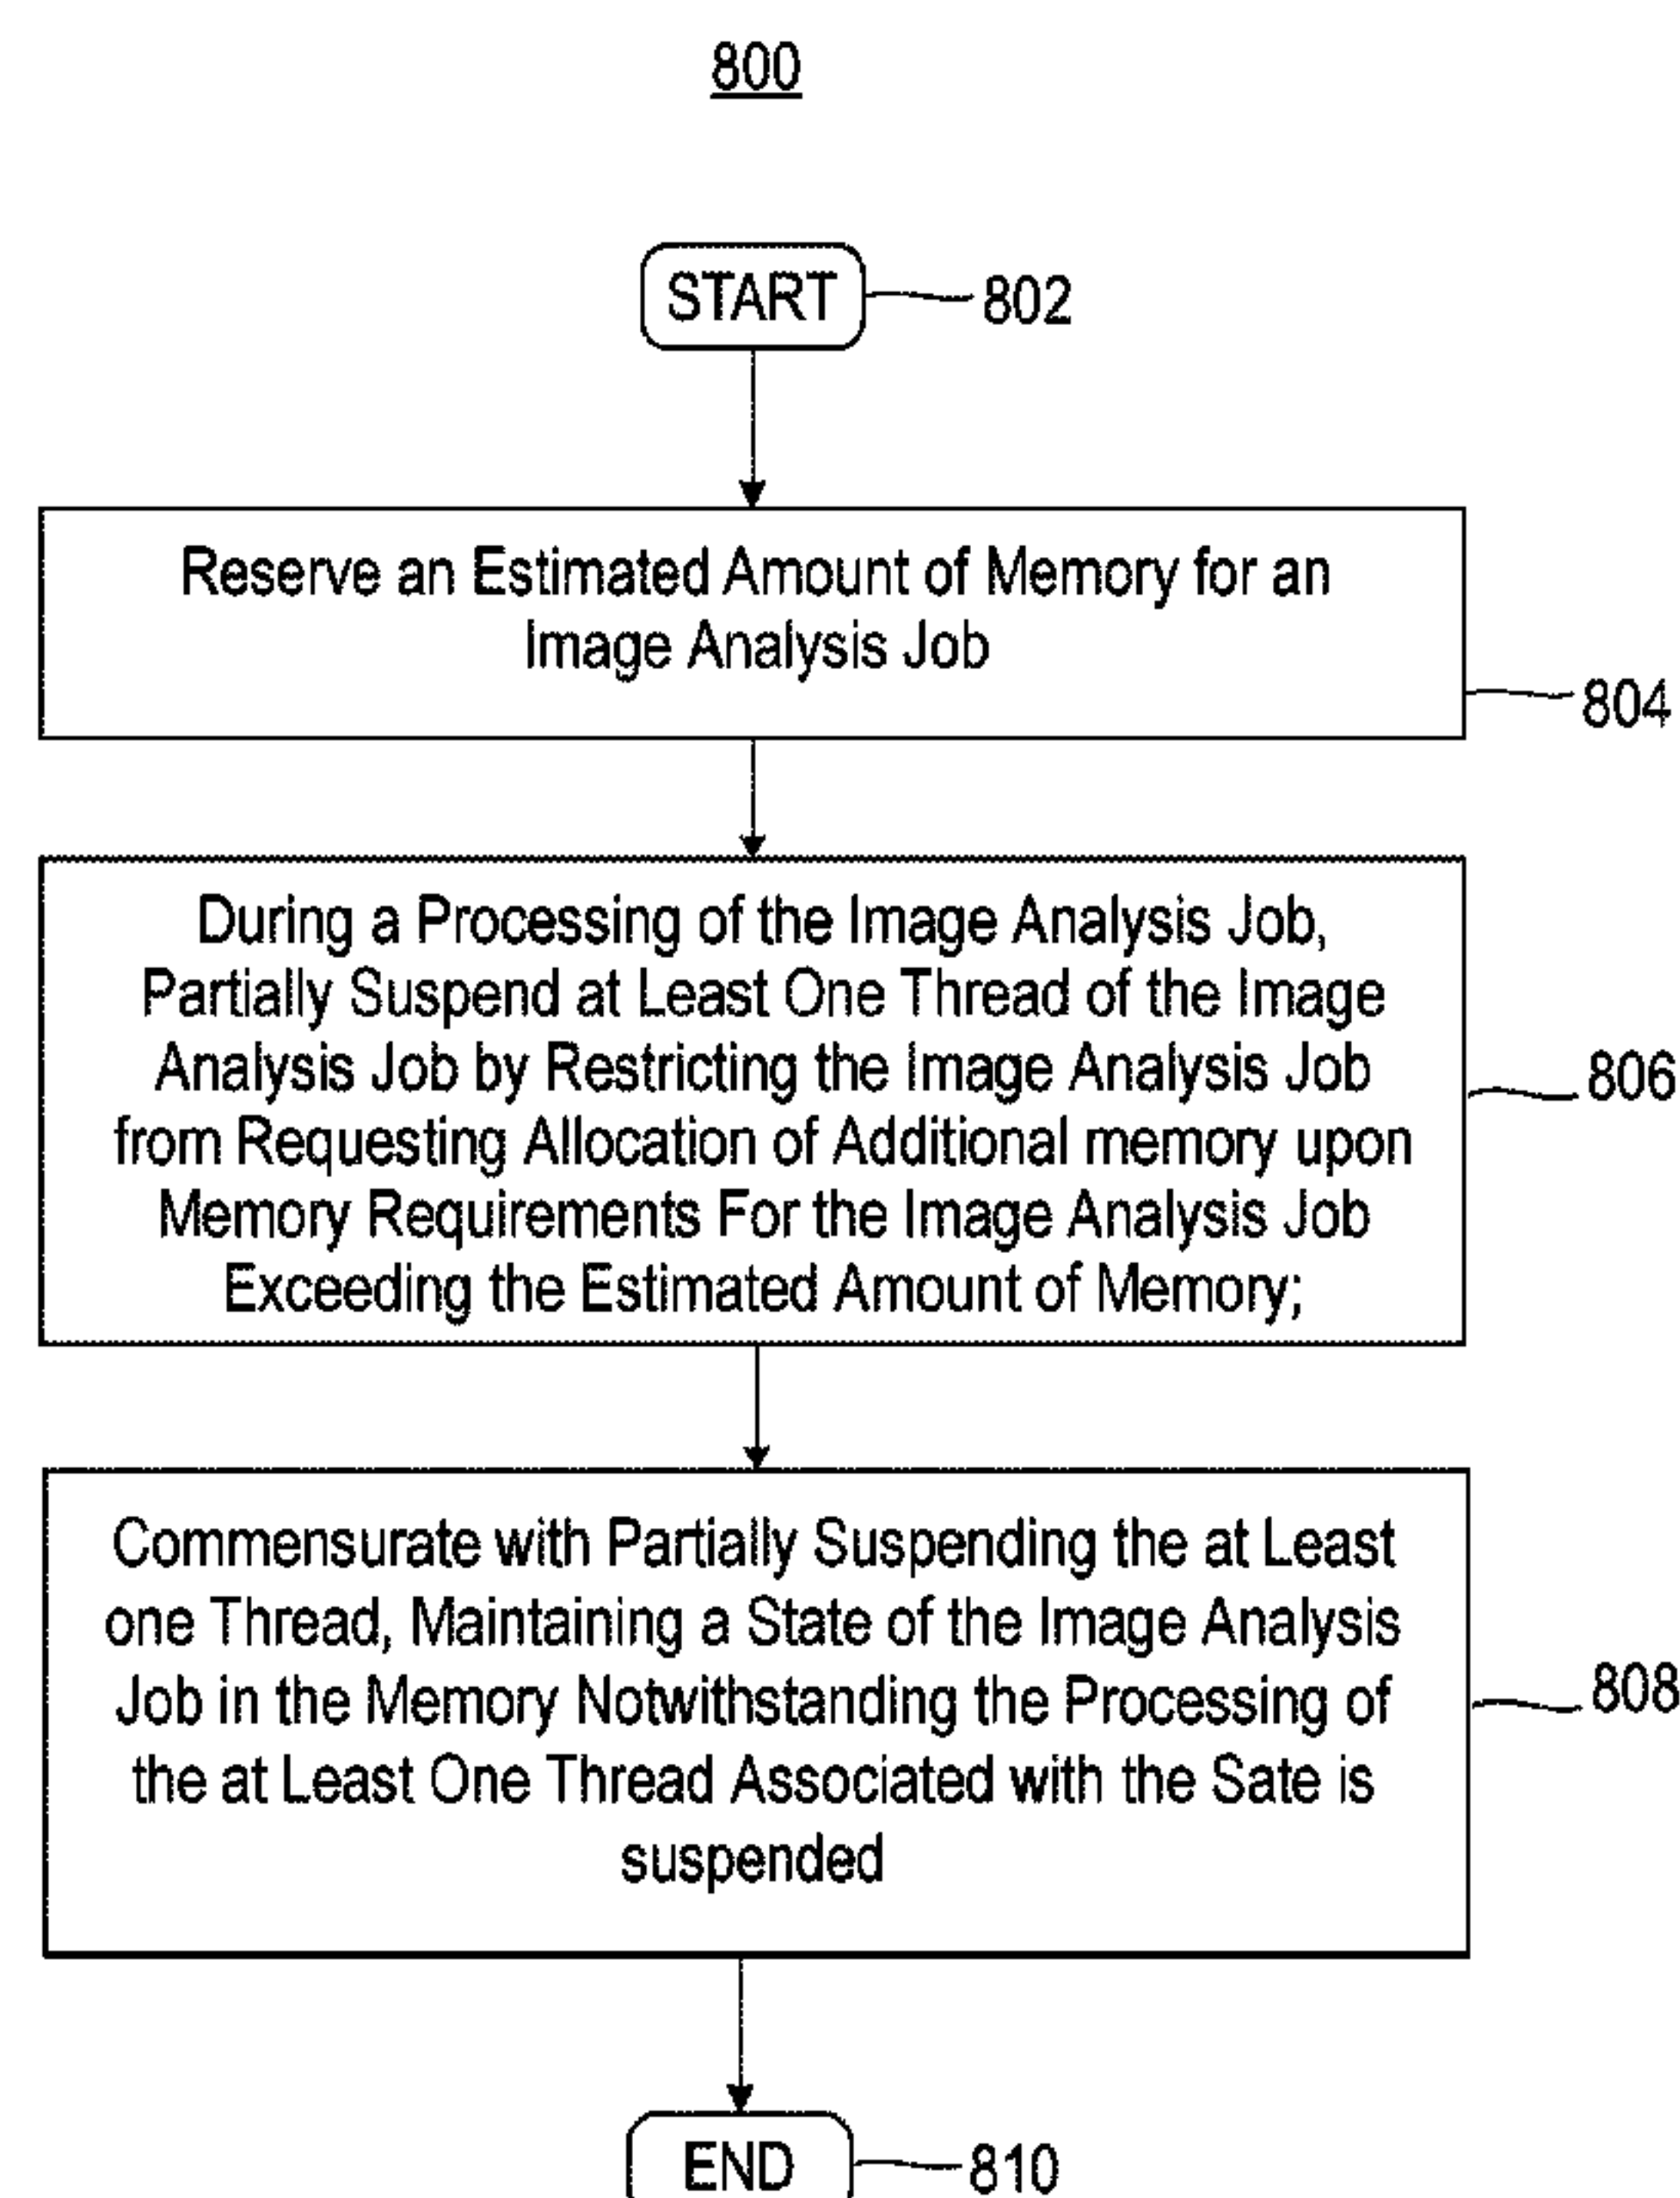 800
START
802
Reserve an Estimated Amount of Memory for an
Image Analysis Job
804
During a Processing of the Image Analysis Job,
Partially Suspend at Least One Thread of the Image
Analysis Job by Restricting the Image Analysis Job
from Requesting Allocation of Additional memory upon
Memory Requirements For the Image Analysis Job
Exceeding the Estimated Amount of Memory;
806
Commensurate with Partially Suspending the at Least
one Thread, Maintaining a State of the Image Analysis
Job in the Memory Notwithstanding the Processing of
the at Least One Thread Associated with the Sate is
suspended
808
END
810